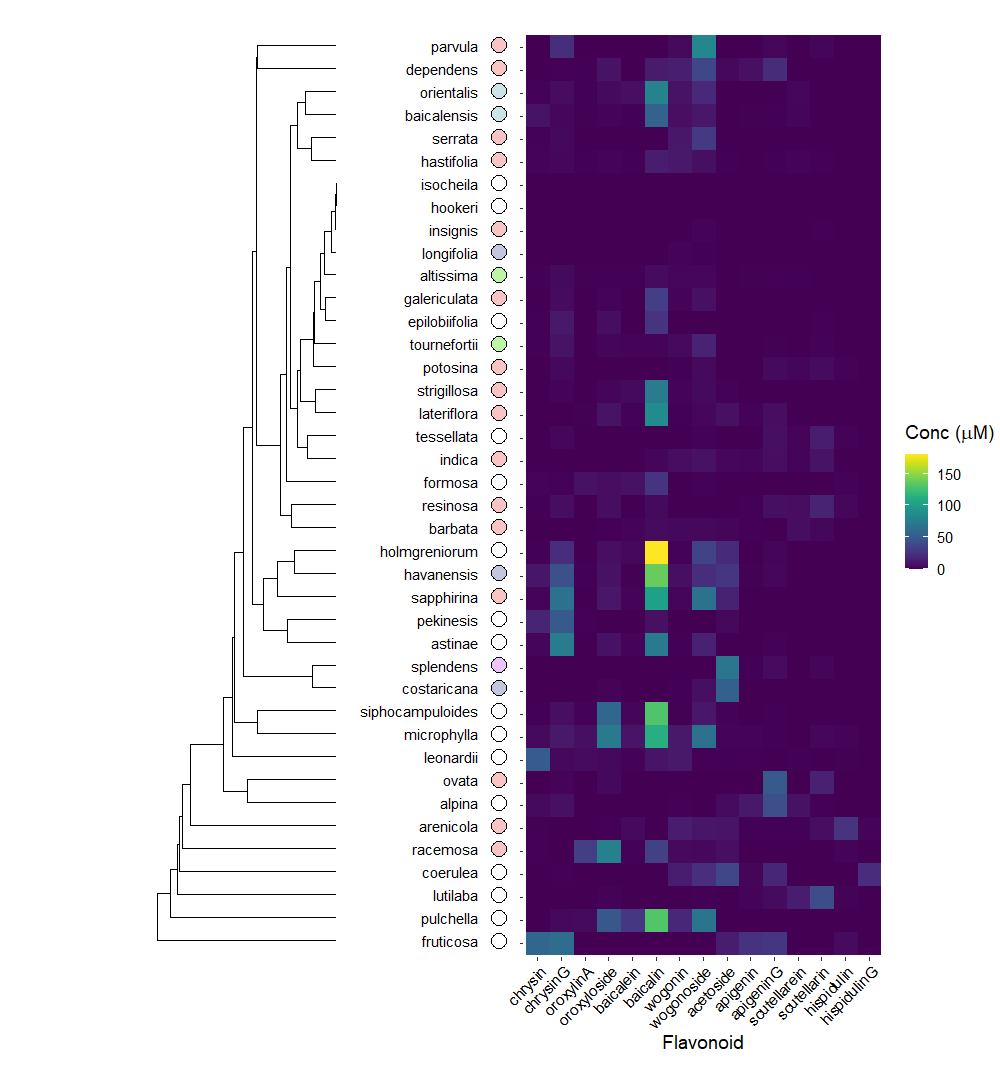 parvula
dependens
orientalis
baicalensis
serrata
hastifolia
isocheila
hookeri
insignis
longifolia
altissima
galericulata
epilobiifolia
tournefortii
potosina
strigillosa
lateriflora
tessellata
indica
formosa
resinosa
barbata
holmgreniorum
havanensis
sapphirina
pekinesis
astinae
splendens
costaricana
siphocampuloides
microphylla
leonardii
ovata
alpina
arenicola
racemosa
coerulea
lutilaba
pulchella
fruticosa
Conc (μM)
150
100
50
0
chrysin
chrysinG
oroxylinA
oroxyloside
baicalein
baicalin
wogonin
wogonoside
acetoside
apigenin
apigeninG
scutellarein
scutellarin
hispidulin
hispidulinG
Flavonoid